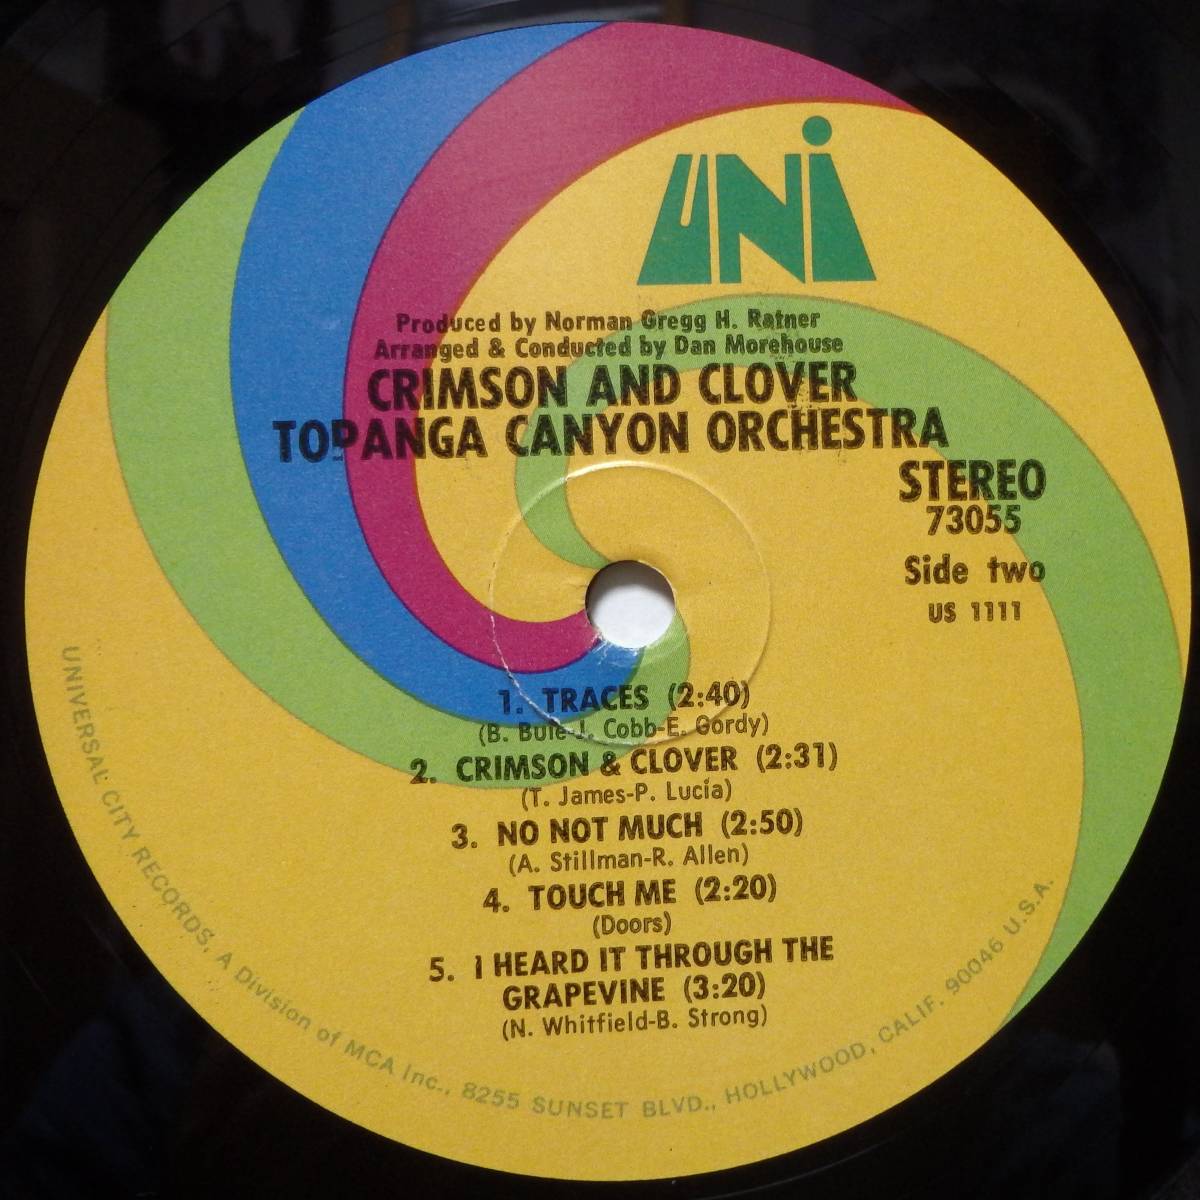 UNI
Produced by Norman Gregg H. Ratner
Arranged & Conducted by Dan Morehouse
CRIMSON AND CLOVER
TOPANGA CANYON ORCHESTRA
STEREO
73055
Side two
US 1111
1. TRACES (2:40)
(B. Buie-J. Cobb-E. Gordy)
2. CRIMSON & CLOVER (2:31)
(T. James-P. Lucia)
3. NO NOT MUCH (2:50)
(A. Stillman-R. Allen)
4. TOUCH ME (2:20)
(Doors)
5. I HEARD IT THROUGH THE
GRAPEVINE (3:20)
(N. Whitfield-B. Strong)
UNIVERSAL CITY RECORDS, A Division of MCA Inc., 8255 SUNSET BLVD., HOLLYWOOD, CALIF. 90046 U.S.A.